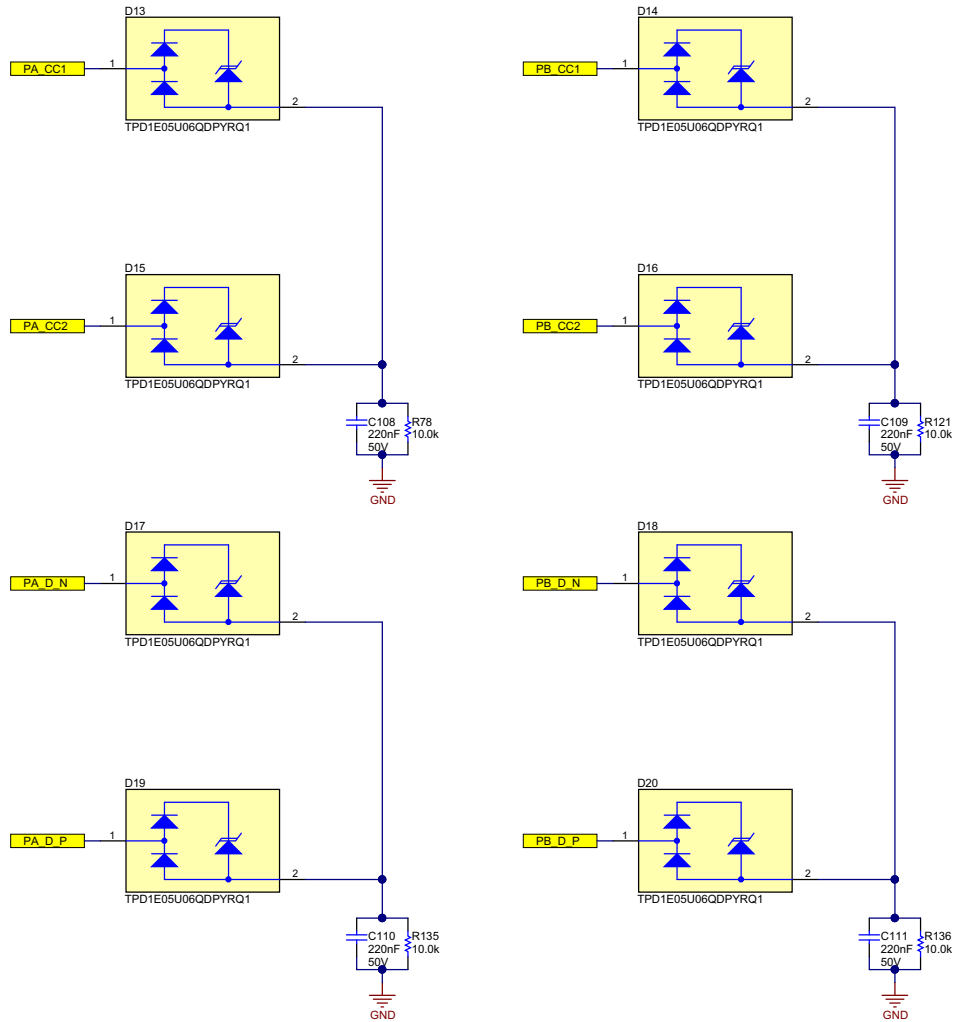 D13
PA_CC1
1
2
TPD1E05U06QDPYRQ1
D14
PB_CC1
1
2
TPD1E05U06QDPYRQ1
D15
PA_CC2
1
2
TPD1E05U06QDPYRQ1
C108
220nF
50V
R78
10.0k
GND
D16
PB_CC2
1
2
TPD1E05U06QDPYRQ1
C109
220nF
50V
R121
10.0k
GND
D17
PA_D_N
1
2
TPD1E05U06QDPYRQ1
D18
PB_D_N
1
2
TPD1E05U06QDPYRQ1
D19
PA_D_P
1
2
TPD1E05U06QDPYRQ1
C110
220nF
50V
R135
10.0k
GND
D20
PB_D_P
1
2
TPD1E05U06QDPYRQ1
C111
220nF
50V
R136
10.0k
GND